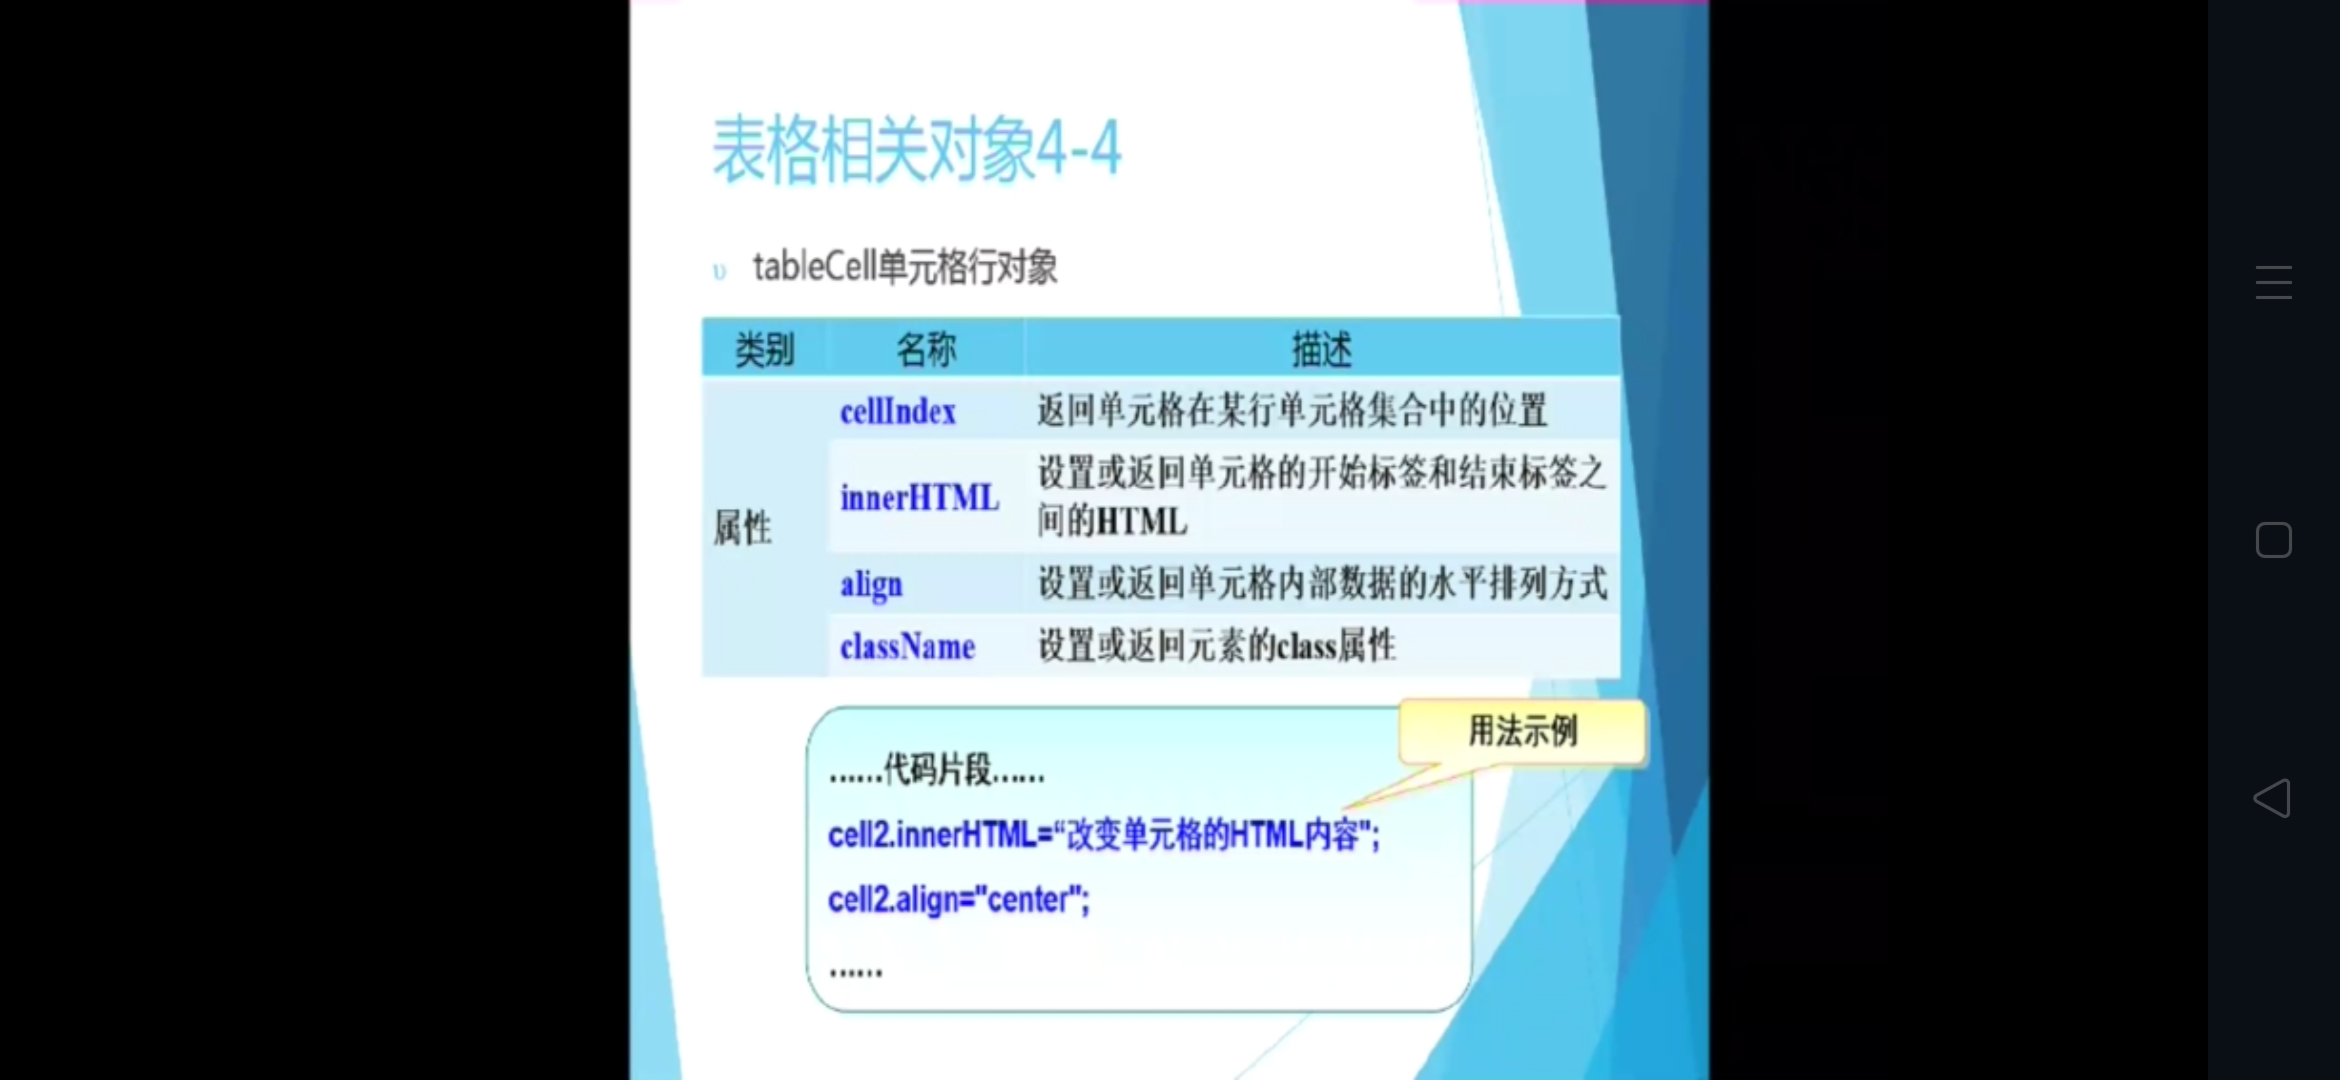 表格相关对象4-4
υ tableCell单元格行对象
类别 名称 描述
属性
cellIndex 返回单元格在某行单元格集合中的位置
innerHTML 设置或返回单元格的开始标签和结束标签之
间的HTML
align 设置或返回单元格内部数据的水平排列方式
className 设置或返回元素的class属性
用法示例
……代码片段……
cell2.innerHTML=“改变单元格的HTML内容";
cell2.align="center";
……